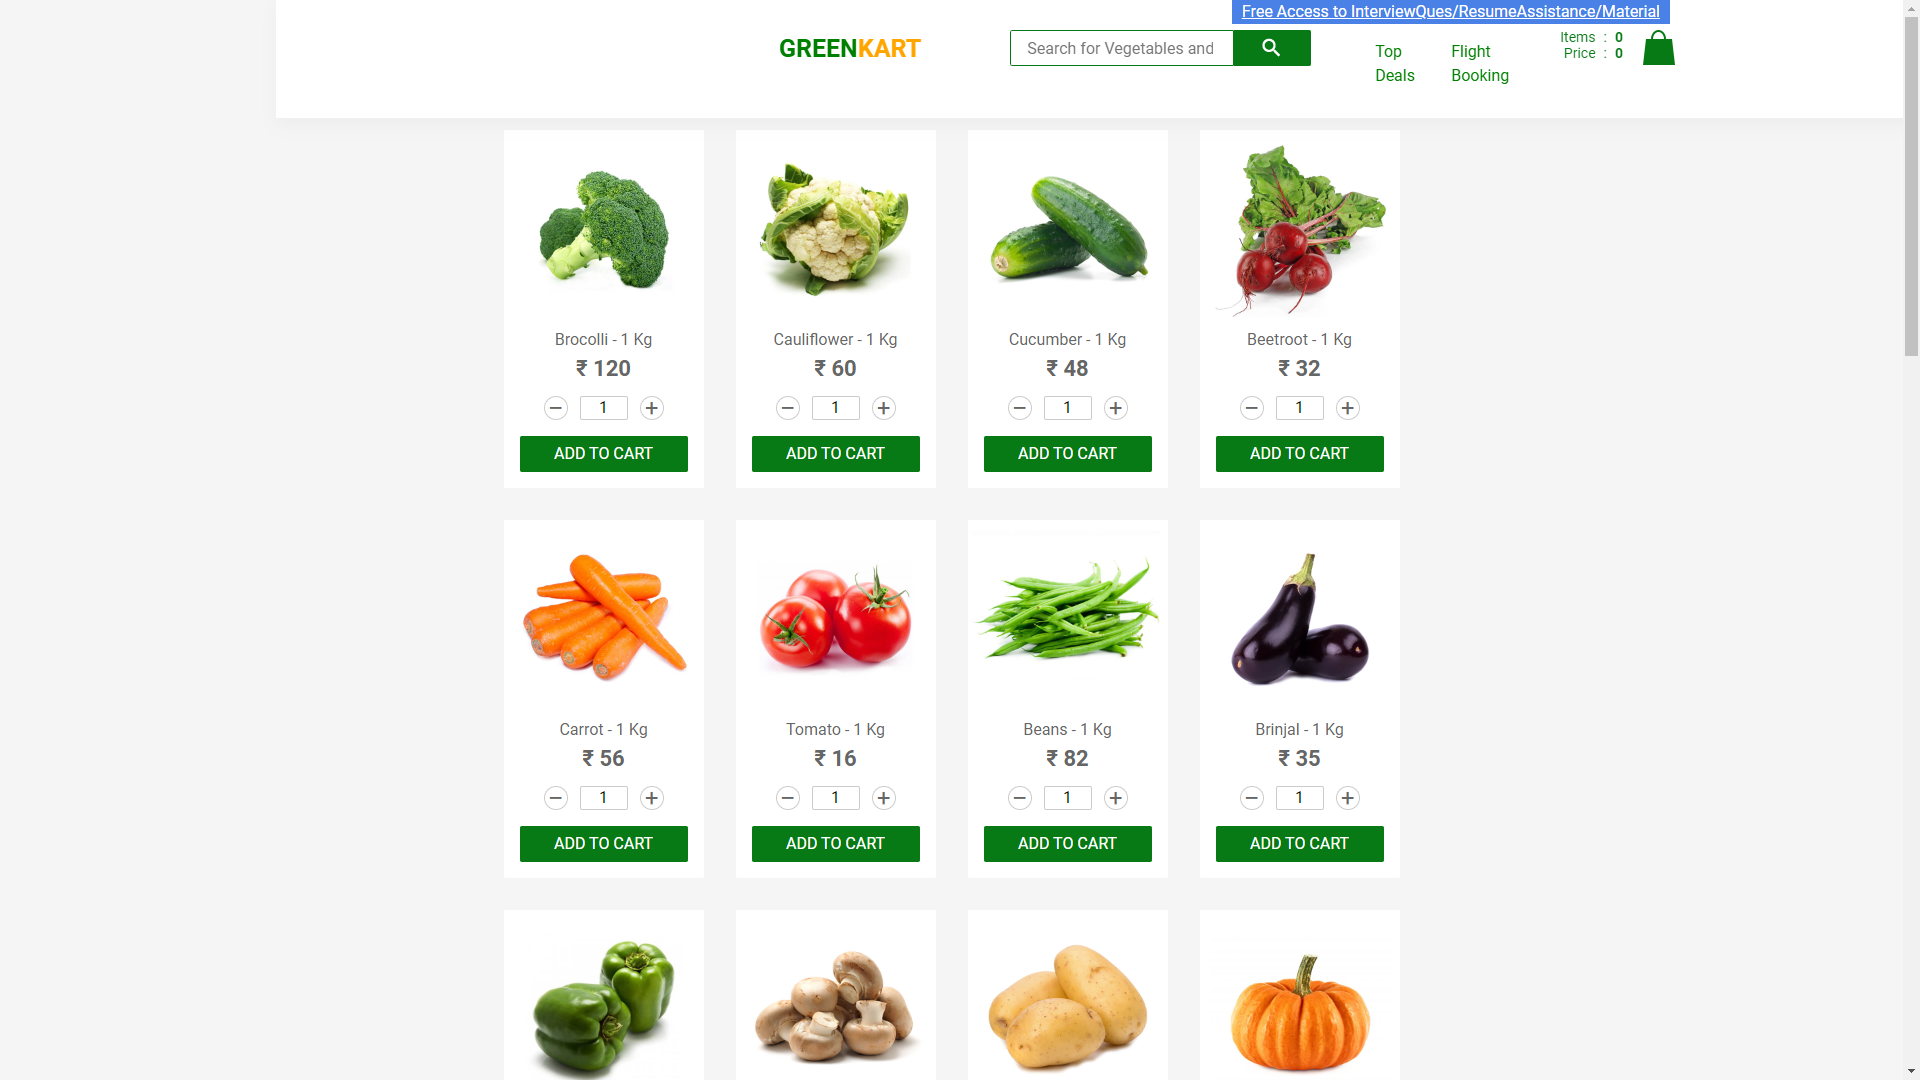 Free Access to InterviewQues/ResumeAssistance/Material
GREENKART
Search for Vegetables and
Top Deals
Flight Booking
Items : 0
Price : 0
Brocolli - 1 Kg
₹ 120
− 1 +
ADD TO CART
Cauliflower - 1 Kg
₹ 60
− 1 +
ADD TO CART
Cucumber - 1 Kg
₹ 48
− 1 +
ADD TO CART
Beetroot - 1 Kg
₹ 32
− 1 +
ADD TO CART
Carrot - 1 Kg
₹ 56
− 1 +
ADD TO CART
Tomato - 1 Kg
₹ 16
− 1 +
ADD TO CART
Beans - 1 Kg
₹ 82
− 1 +
ADD TO CART
Brinjal - 1 Kg
₹ 35
− 1 +
ADD TO CART